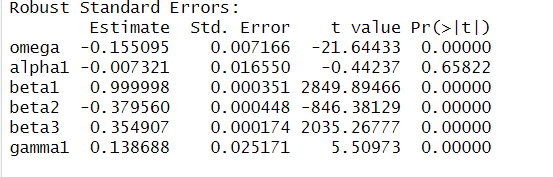 Robust Standard Errors:
        Estimate  Std. Error    t value Pr(>|t|)
omega  -0.155095    0.007166  -21.64433  0.00000
alpha1 -0.007321    0.016550   -0.44237  0.65822
beta1   0.999998    0.000351 2849.89466  0.00000
beta2  -0.379560    0.000448 -846.38129  0.00000
beta3   0.354907    0.000174 2035.26777  0.00000
gamma1  0.138688    0.025171    5.50973  0.00000